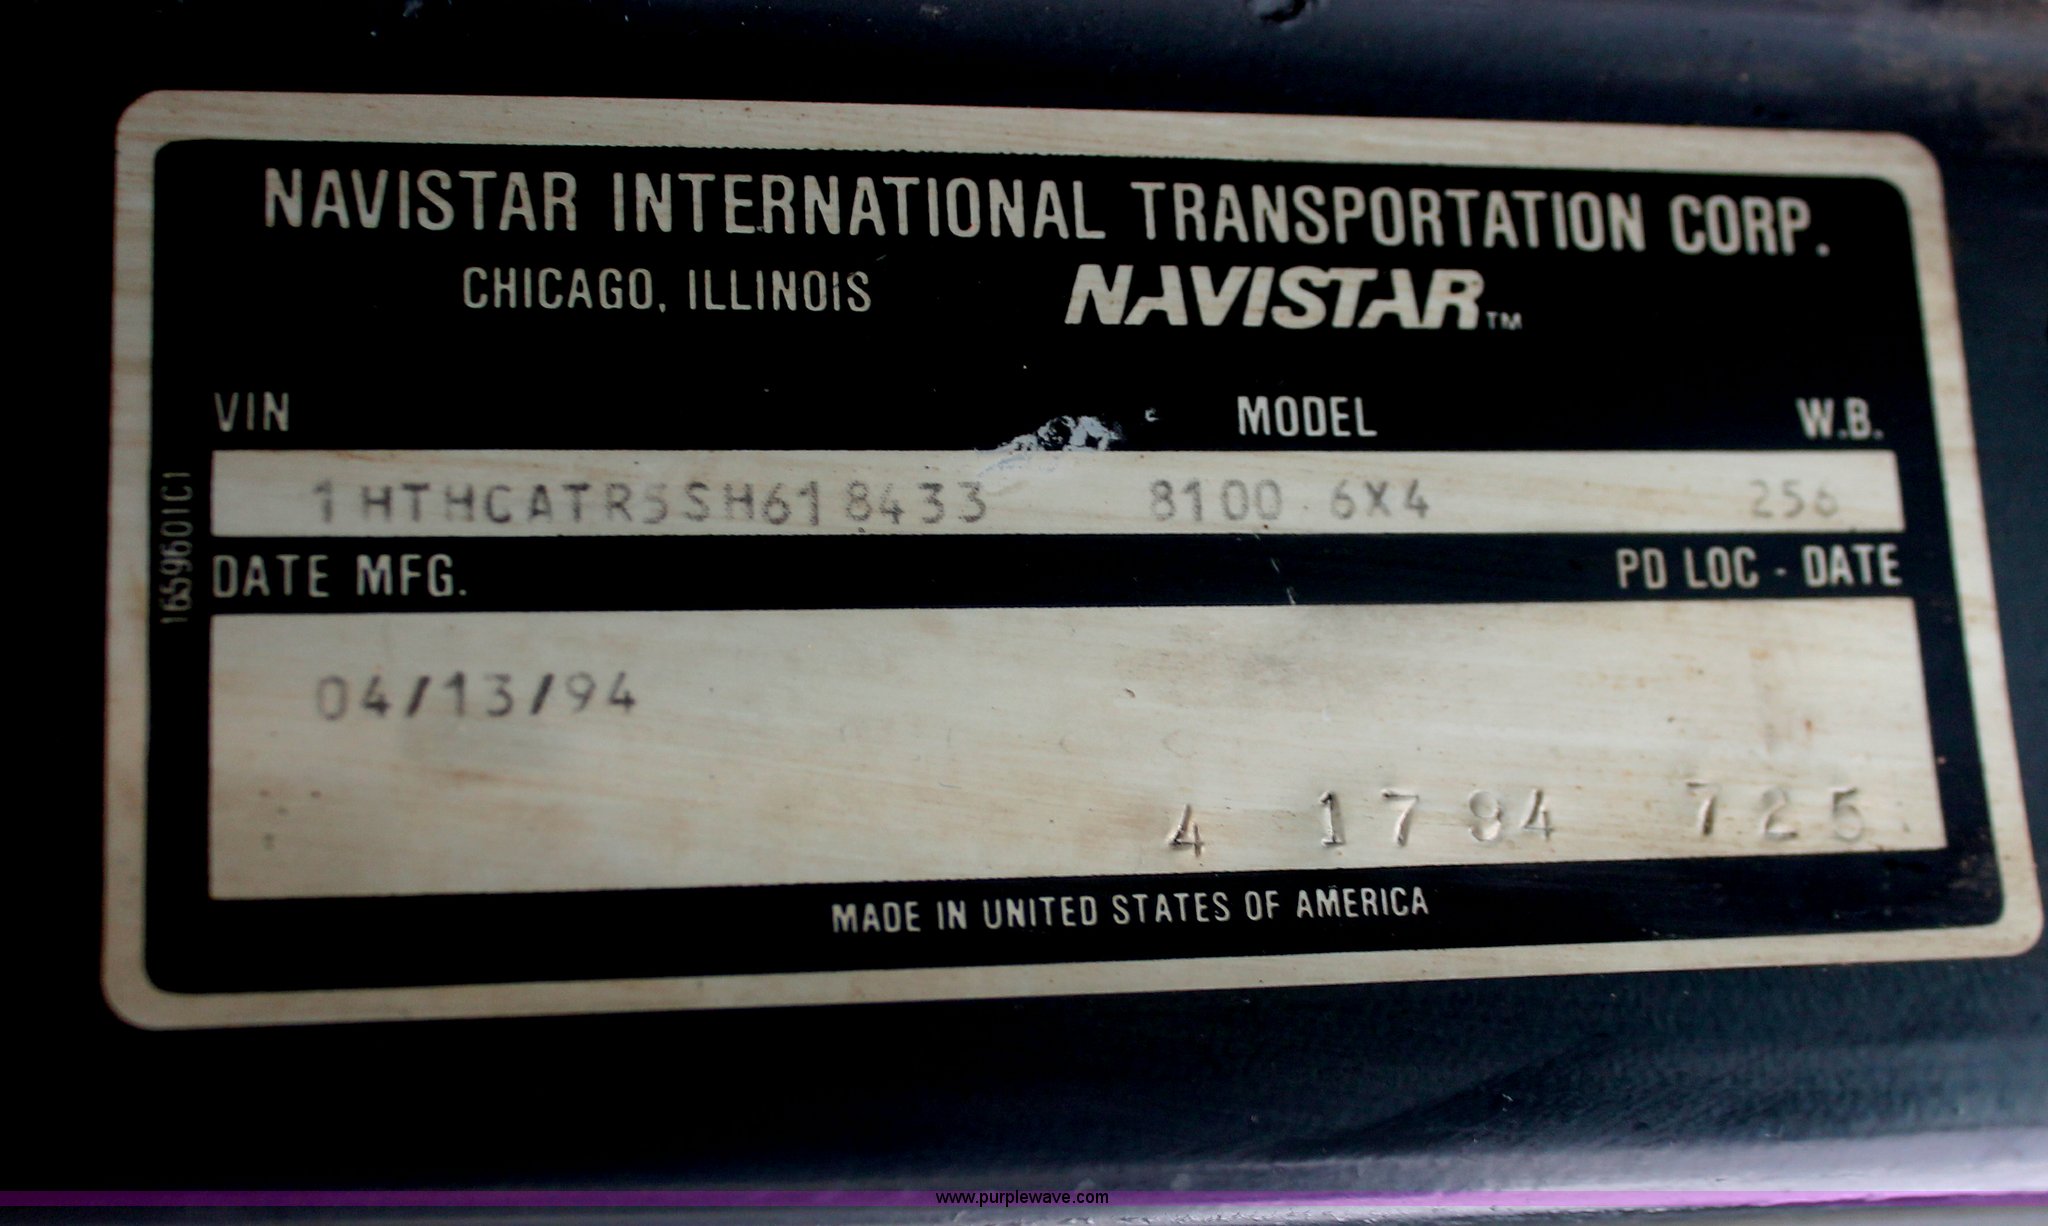 NAVISTAR INTERNATIONAL TRANSPORTATION CORP.
CHICAGO, ILLINOIS NAVISTAR™
VIN MODEL W.B.
1HTHCATR5SH618433 8100 6X4 256
1659601C1
DATE MFG. PD LOC - DATE
04/13/94
4 1794 725
MADE IN UNITED STATES OF AMERICA
www.purplewave.com